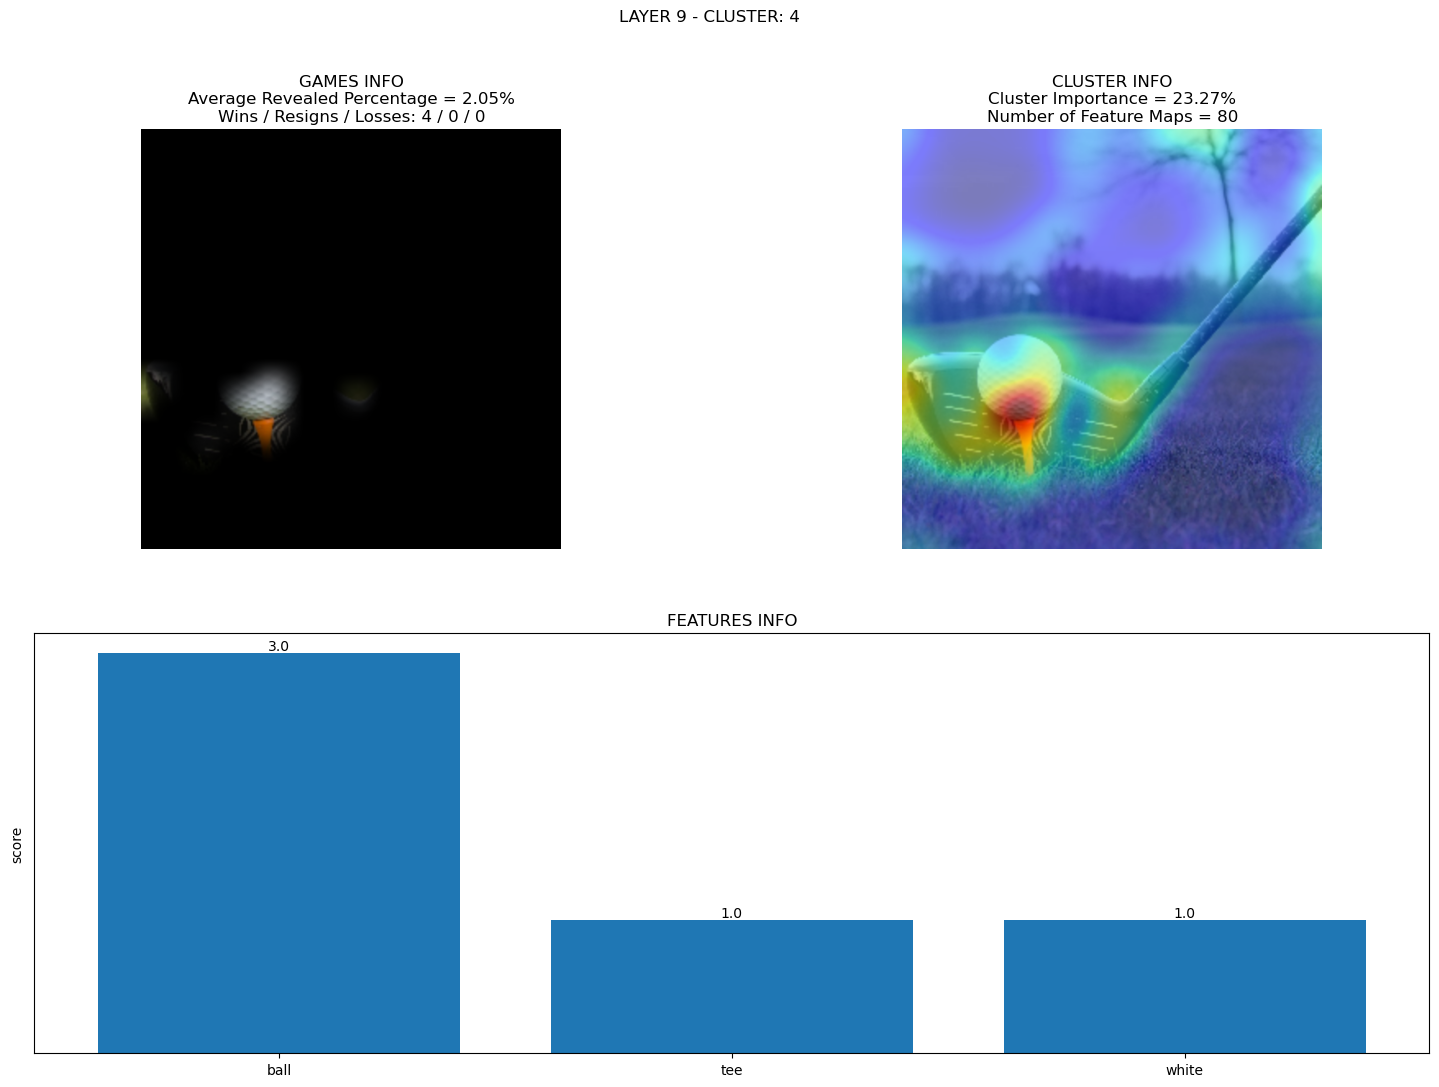 LAYER 9 - CLUSTER: 4
GAMES INFO
Average Revealed Percentage = 2.05%
Wins / Resigns / Losses: 4 / 0 / 0
CLUSTER INFO
Cluster Importance = 23.27%
Number of Feature Maps = 80
FEATURES INFO
score
3.0
1.0
1.0
ball
tee
white